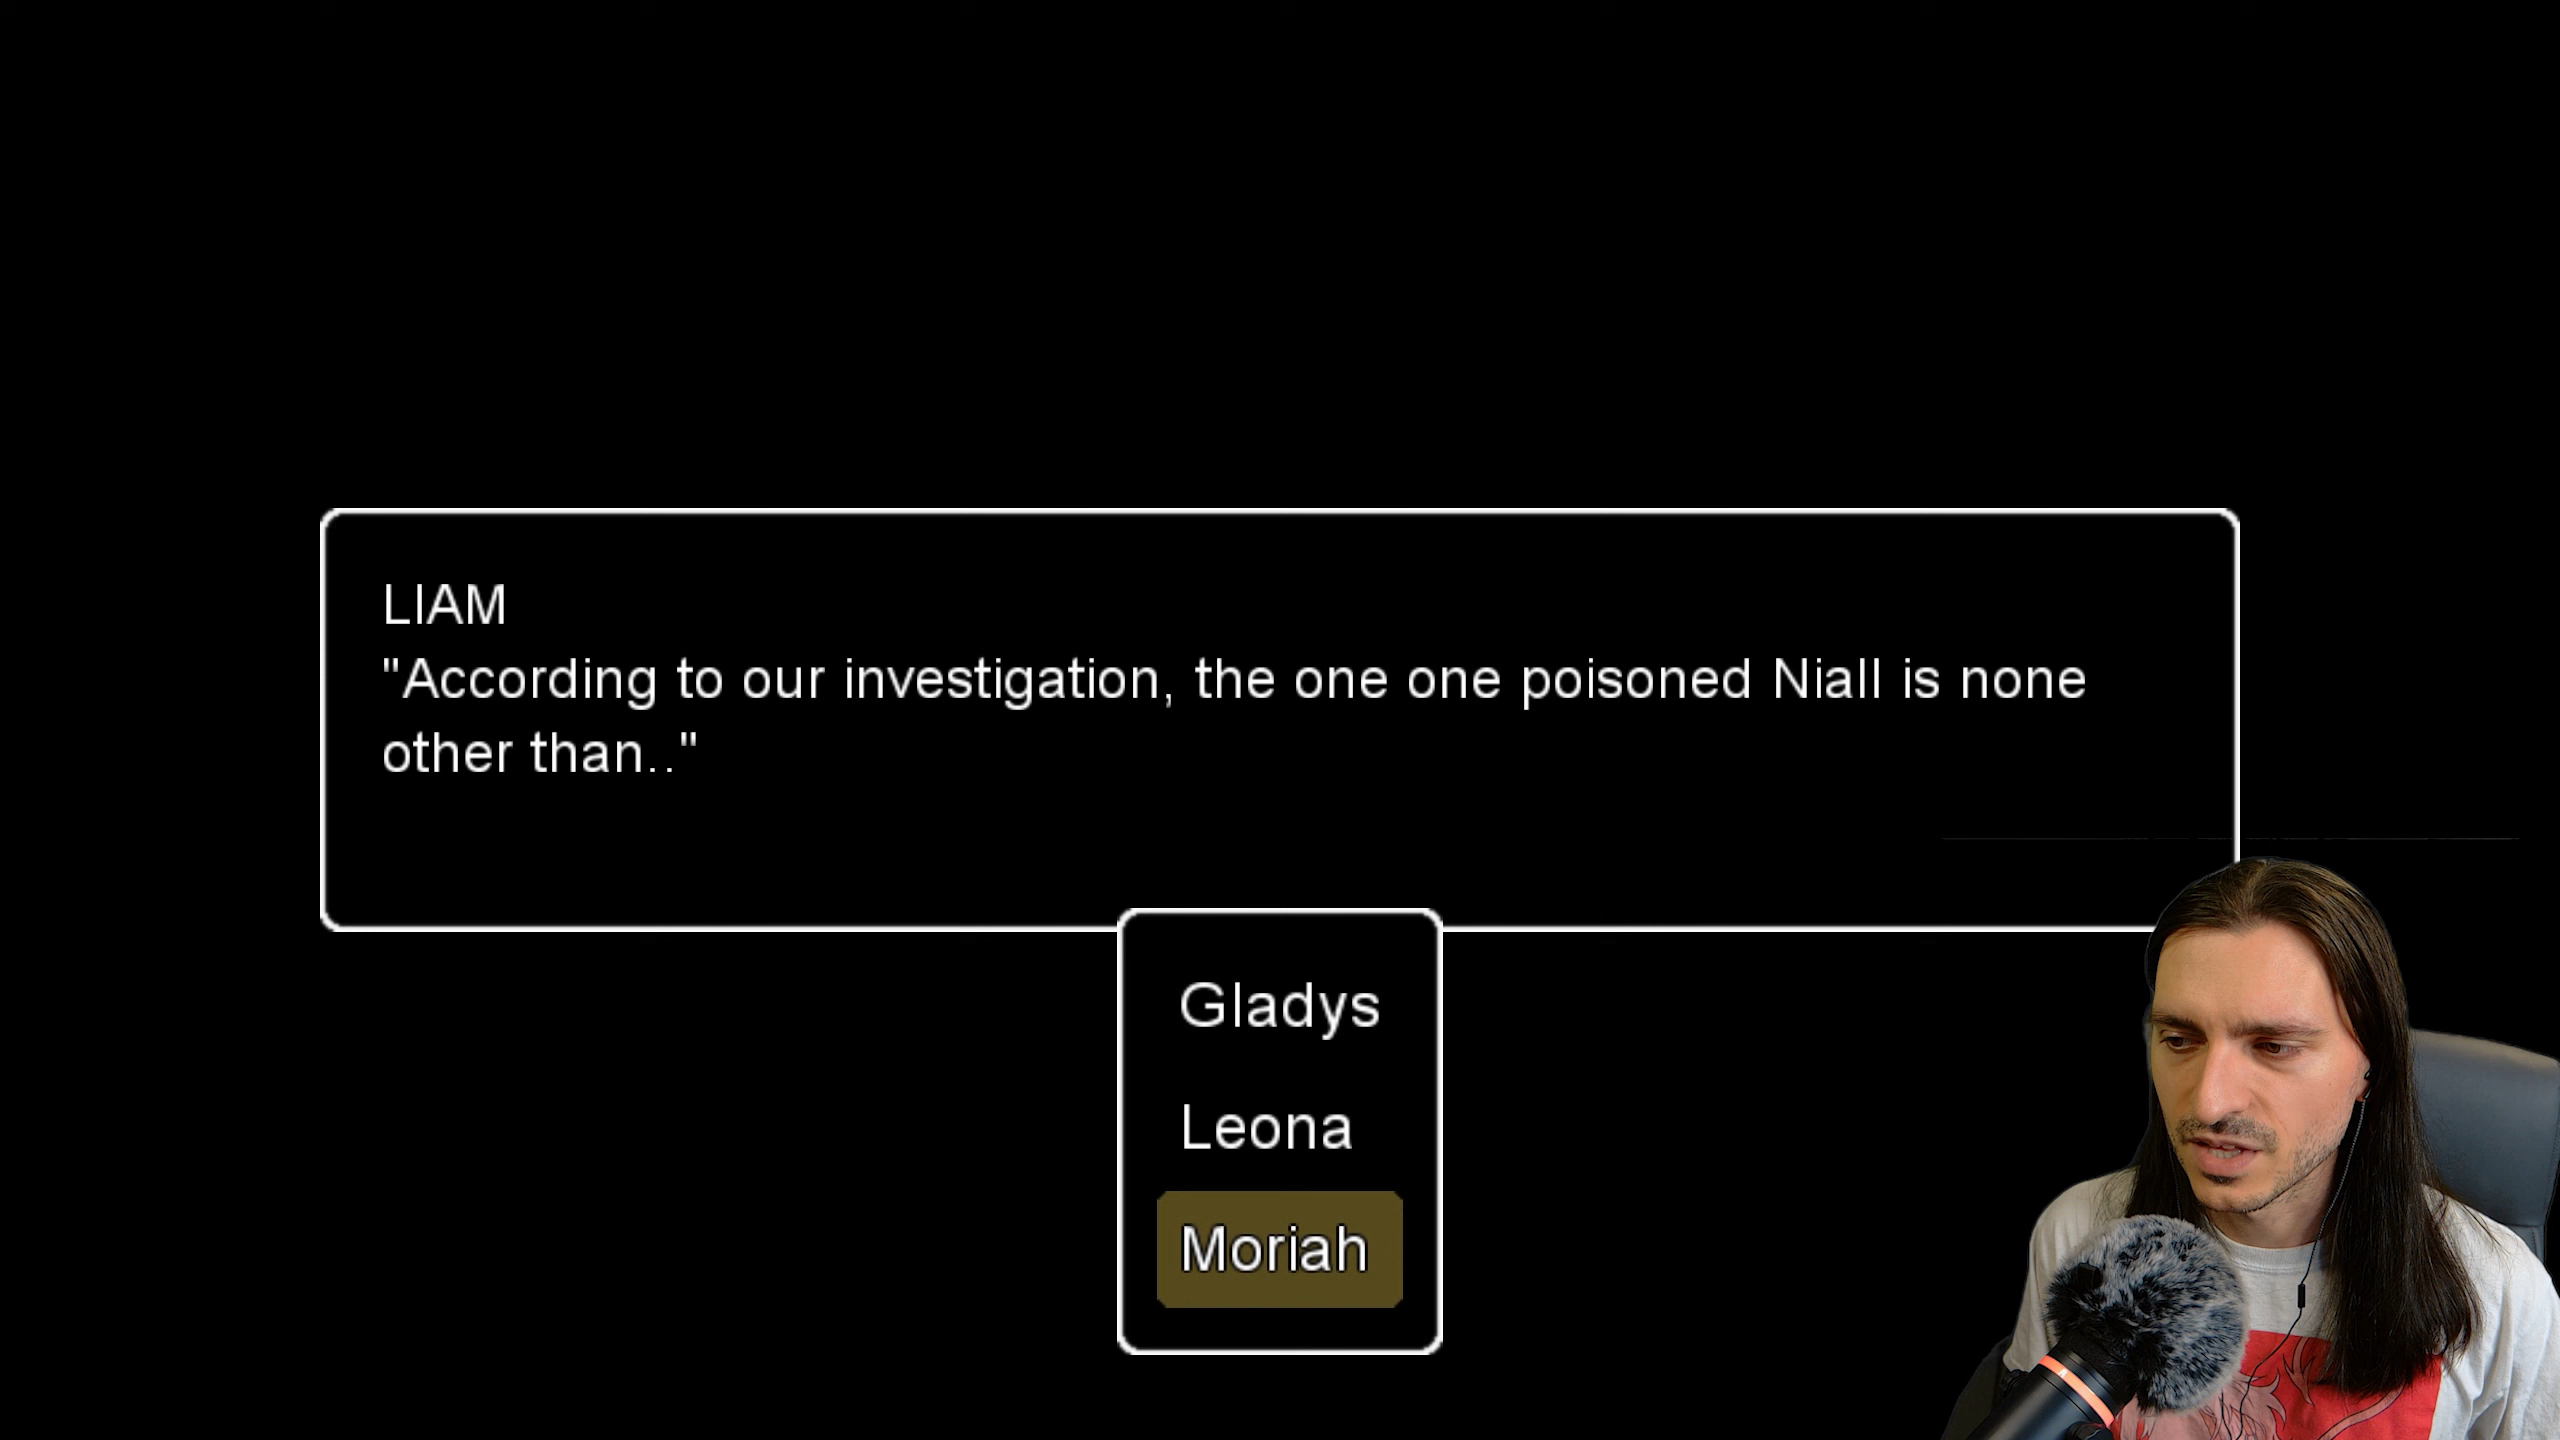 LIAM
"According to our investigation, the one one poisoned Niall is none
other than.."
Gladys
Leona
Moriah